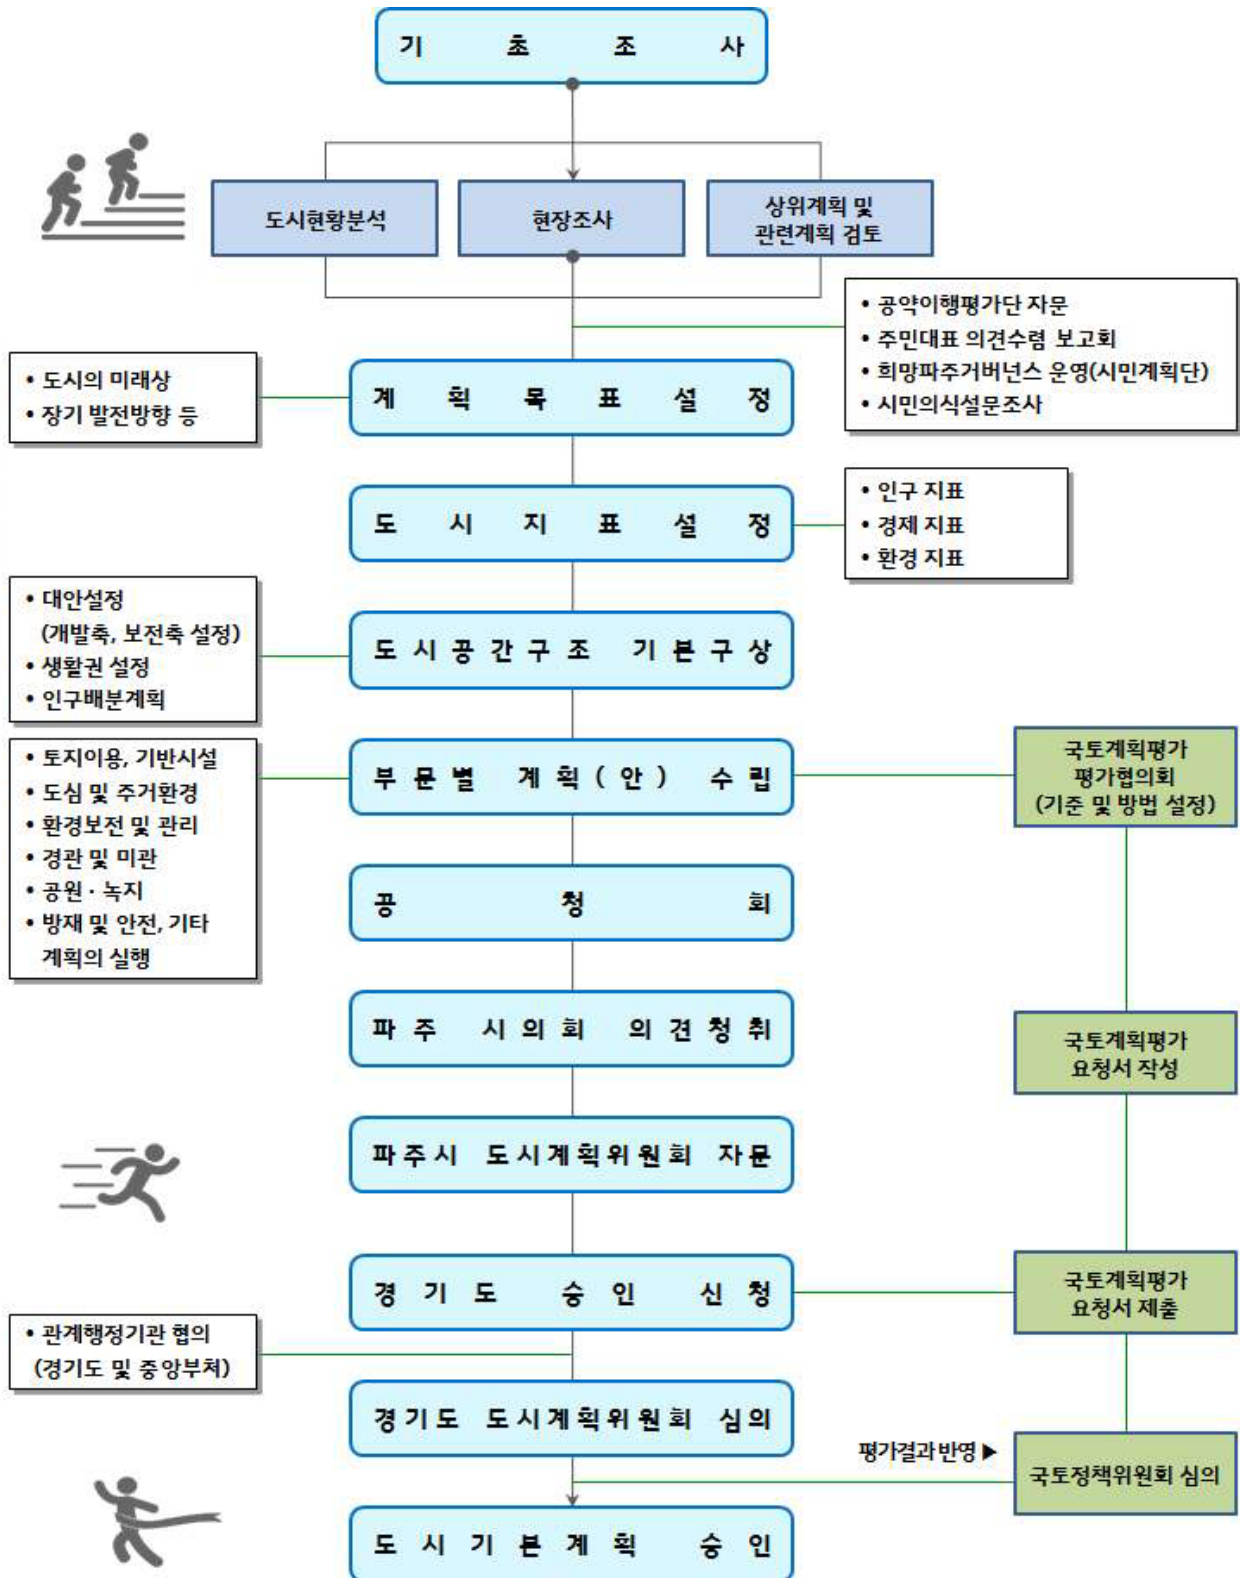 기초조사
도시현황분석
현장조사
상위계획 및
관련계획 검토
• 공약이행평가단 자문
• 주민대표 의견수렴 보고회
• 희망파주거버넌스 운영(시민계획단)
• 시민의식설문조사
• 도시의 미래상
• 장기 발전방향 등
계획목표설정
도시지표설정
• 인구 지표
• 경제 지표
• 환경 지표
• 대안설정
(개발축, 보전축 설정)
• 생활권 설정
• 인구배분계획
도시공간구조 기본구상
• 토지이용, 기반시설
• 도심 및 주거환경
• 환경보전 및 관리
• 경관 및 미관
• 공원 · 녹지
• 방재 및 안전, 기타
계획의 실행
부문별 계획(안) 수립
국토계획평가
평가협의회
(기준 및 방법 설정)
공청회
파주 시의회 의견청취
국토계획평가
요청서 작성
파주시 도시계획위원회 자문
경기도 승인 신청
국토계획평가
요청서 제출
• 관계행정기관 협의
(경기도 및 중앙부처)
경기도 도시계획위원회 심의
평가결과 반영 ▶
국토정책위원회 심의
도시기본계획 승인